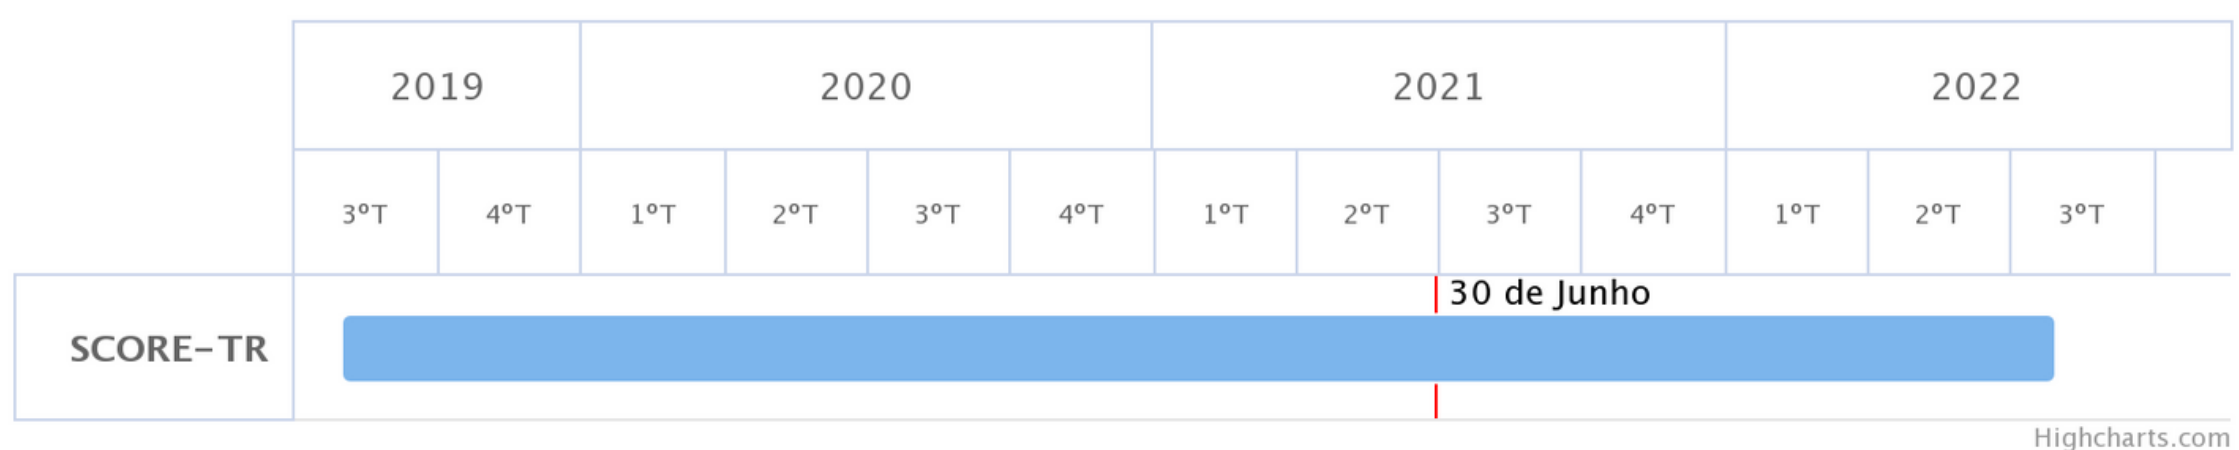 2019 2020 2021 2022
3ºT 4ºT 1ºT 2ºT 3ºT 4ºT 1ºT 2ºT 3ºT 4ºT 1ºT 2ºT 3ºT
30 de Junho
SCORE-TR
Highcharts.com